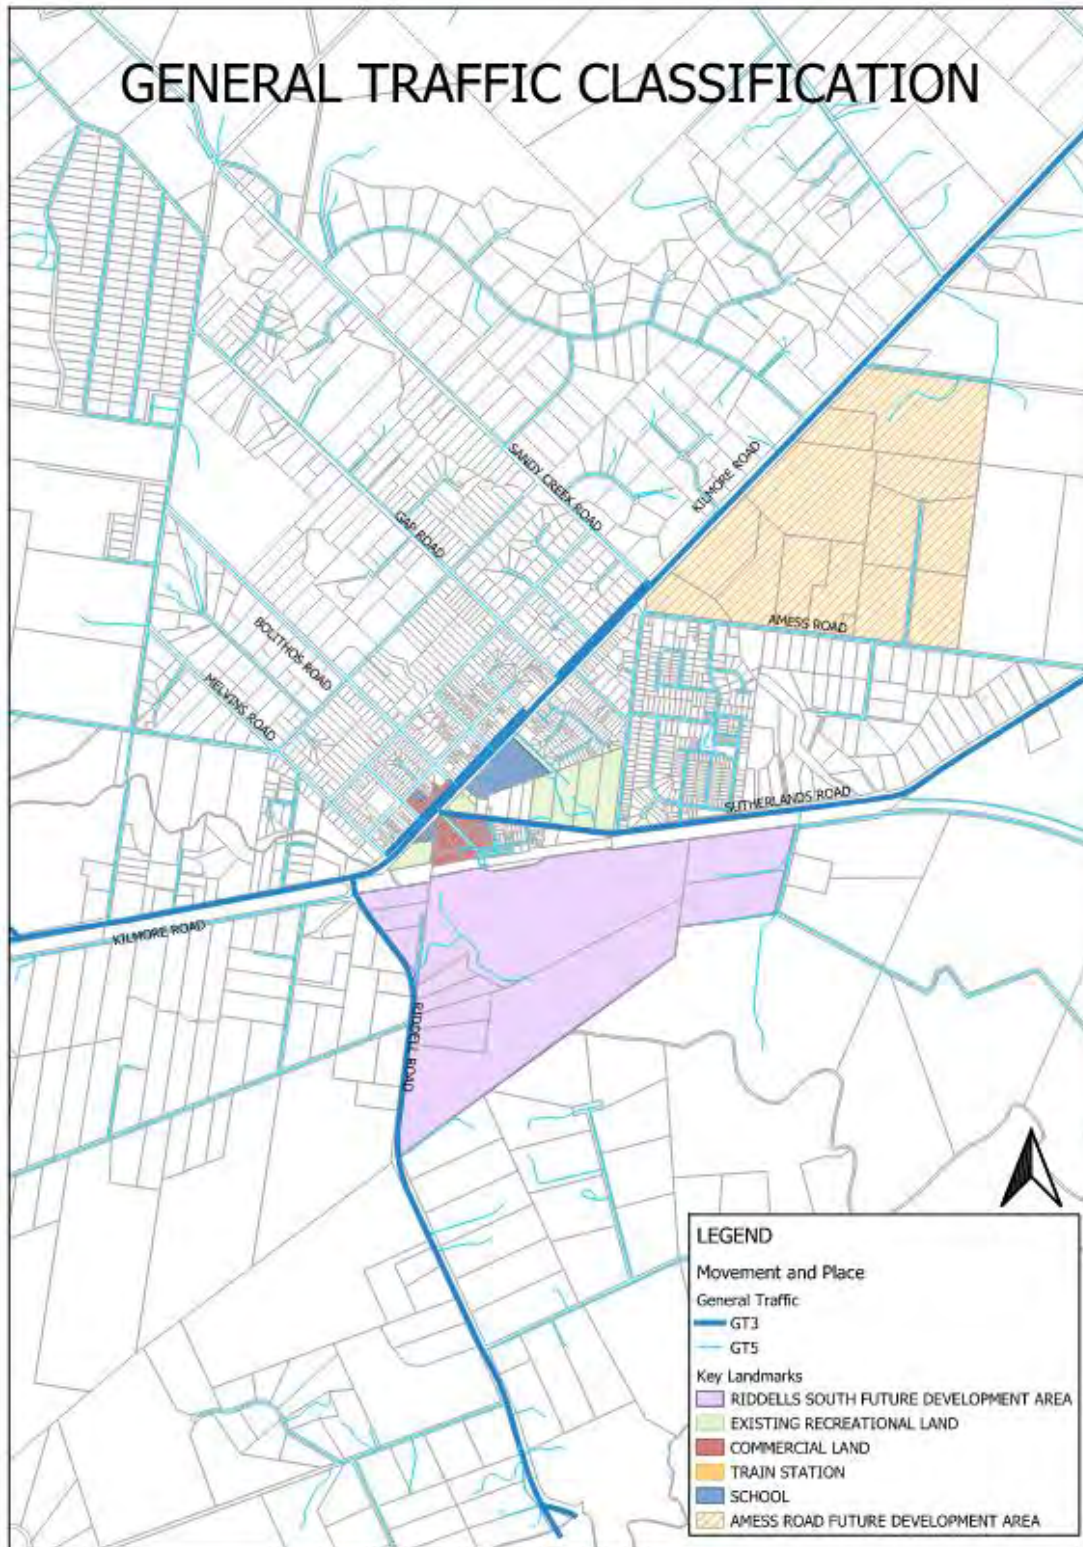 GENERAL TRAFFIC CLASSIFICATION
SANDY CREEK ROAD
KILMORE ROAD
GAP ROAD
BOLITHOS ROAD
AMESS ROAD
MELVINS ROAD
SUTHERLANDS ROAD
KILMORE ROAD
RIDDELL ROAD
LEGEND
Movement and Place
General Traffic
GT3
GT5
Key Landmarks
RIDDELLS SOUTH FUTURE DEVELOPMENT AREA
EXISTING RECREATIONAL LAND
COMMERCIAL LAND
TRAIN STATION
SCHOOL
AMESS ROAD FUTURE DEVELOPMENT AREA